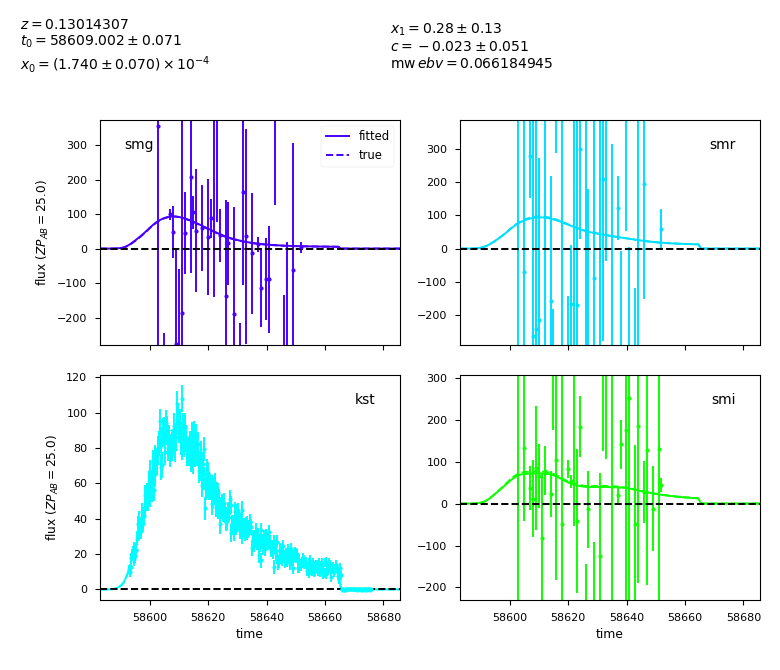 z = 0.13014307
t₀ = 58609.002 ± 0.071
x₀ = (1.740 ± 0.070) × 10⁻⁴
x₁ = 0.28 ± 0.13
c = −0.023 ± 0.051
mw ebv = 0.066184945
smg
fitted
true
300
200
100
0
−100
−200
flux (ZP_AB = 25.0)
smr
300
200
100
0
−100
−200
kst
120
100
80
60
40
20
0
flux (ZP_AB = 25.0)
58600 58620 58640 58660 58680
time
smi
300
200
100
0
−100
−200
58600 58620 58640 58660 58680
time